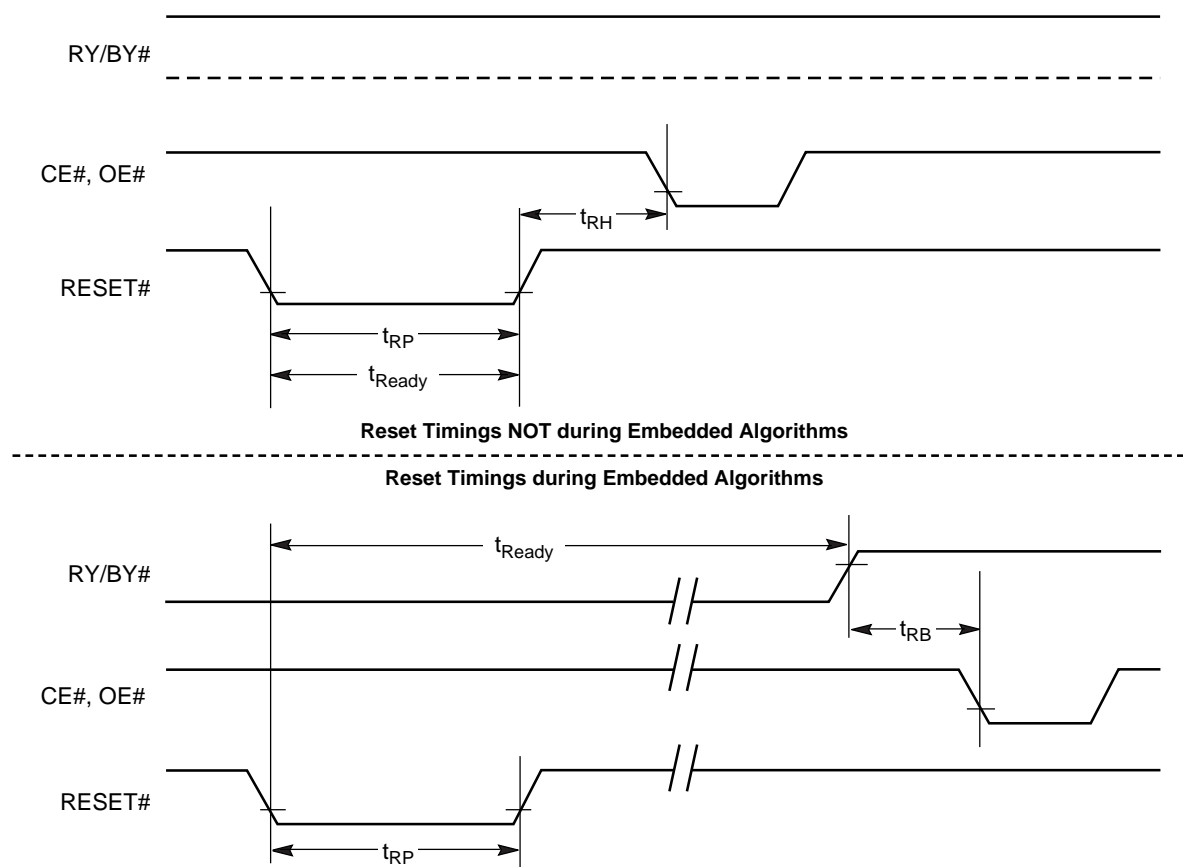 RY/BY#
CE#, OE#
tRH
RESET#
tRP
tReady
Reset Timings NOT during Embedded Algorithms
Reset Timings during Embedded Algorithms
tReady
RY/BY#
tRB
CE#, OE#
RESET#
tRP